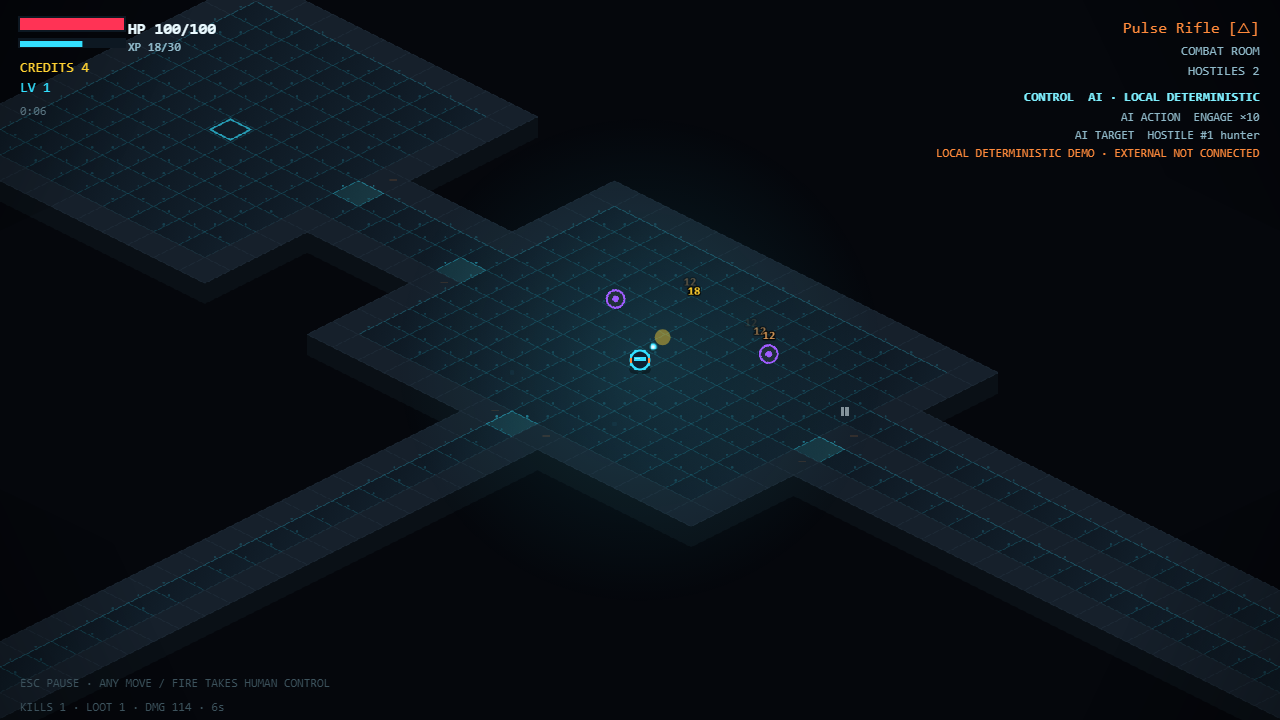 HP 100/100
XP 18/30
CREDITS 4
LV 1
0:06
Pulse Rifle [△]
COMBAT ROOM
HOSTILES 2
CONTROL AI · LOCAL DETERMINISTIC
AI ACTION ENGAGE ×10
AI TARGET HOSTILE #1 hunter
LOCAL DETERMINISTIC DEMO · EXTERNAL NOT CONNECTED
12
18
12
12
12
ESC PAUSE · ANY MOVE / FIRE TAKES HUMAN CONTROL
KILLS 1 · LOOT 1 · DMG 114 · 6s